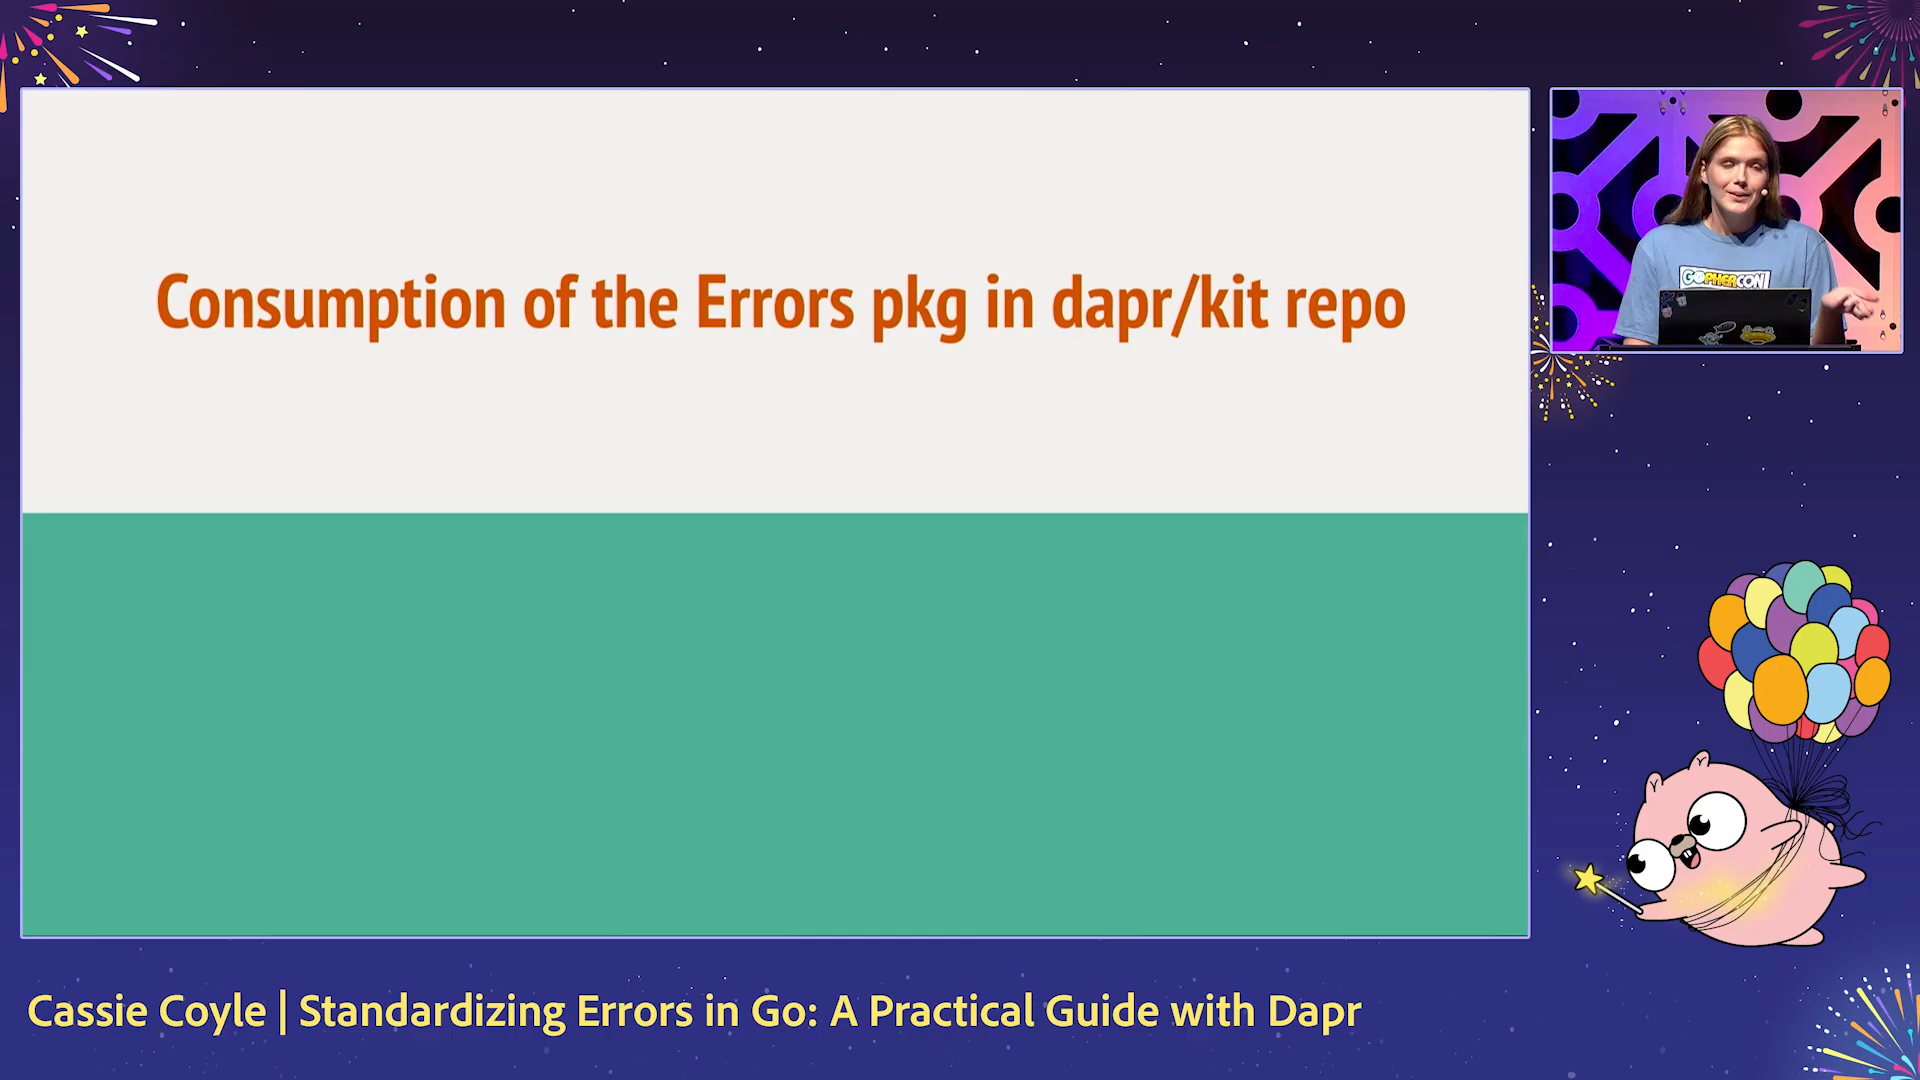 Consumption of the Errors pkg in dapr/kit repo
GOPHERCON
Cassie Coyle | Standardizing Errors in Go: A Practical Guide with Dapr